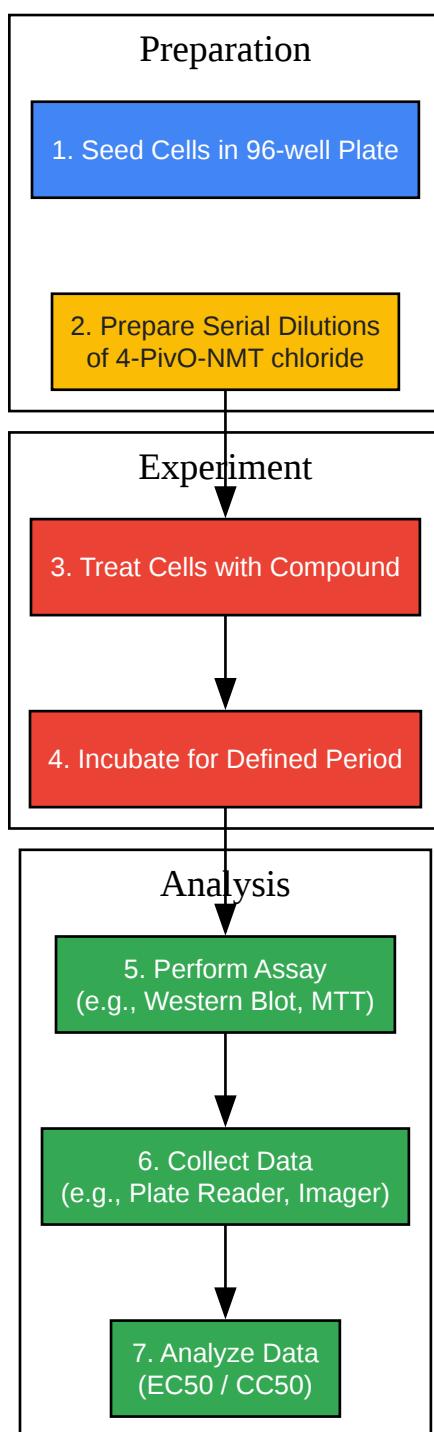 Preparation
1. Seed Cells in 96-well Plate
2. Prepare Serial Dilutions
of 4-PivO-NMT chloride
Experiment
3. Treat Cells with Compound
4. Incubate for Defined Period
Analysis
5. Perform Assay
(e.g., Western Blot, MTT)
6. Collect Data
(e.g., Plate Reader, Imager)
7. Analyze Data
(EC50 / CC50)